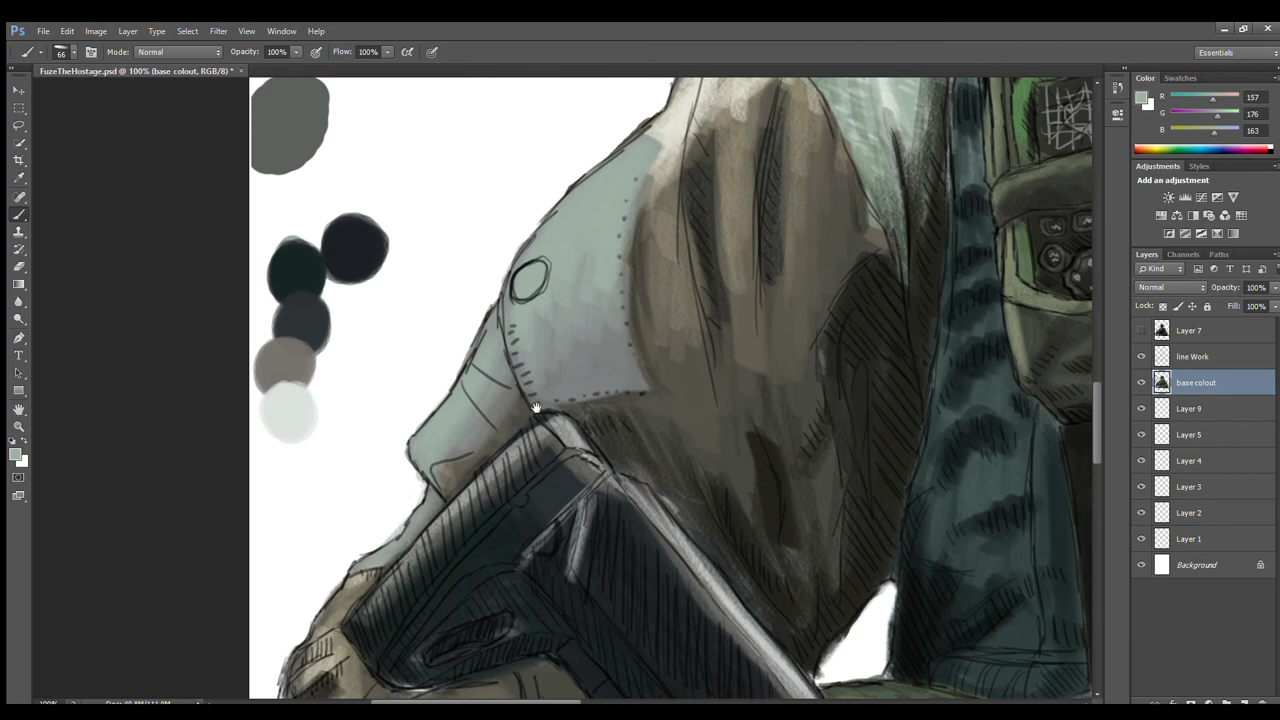 Ps File Edit Image Layer Type Select Filter View Window Help
66 Mode: Normal Opacity: 100% Flow: 100% Essentials
FuzeTheHostage.psd @ 100% (base colout, RGB/8) * ×
Color Swatches
R 157
G 176
B 163
Adjustments Styles
Add an adjustment
Layers Channels Paths
Kind
Normal Opacity: 100%
Lock: Fill: 100%
Layer 7
line Work
base colout
Layer 9
Layer 5
Layer 4
Layer 3
Layer 2
Layer 1
Background